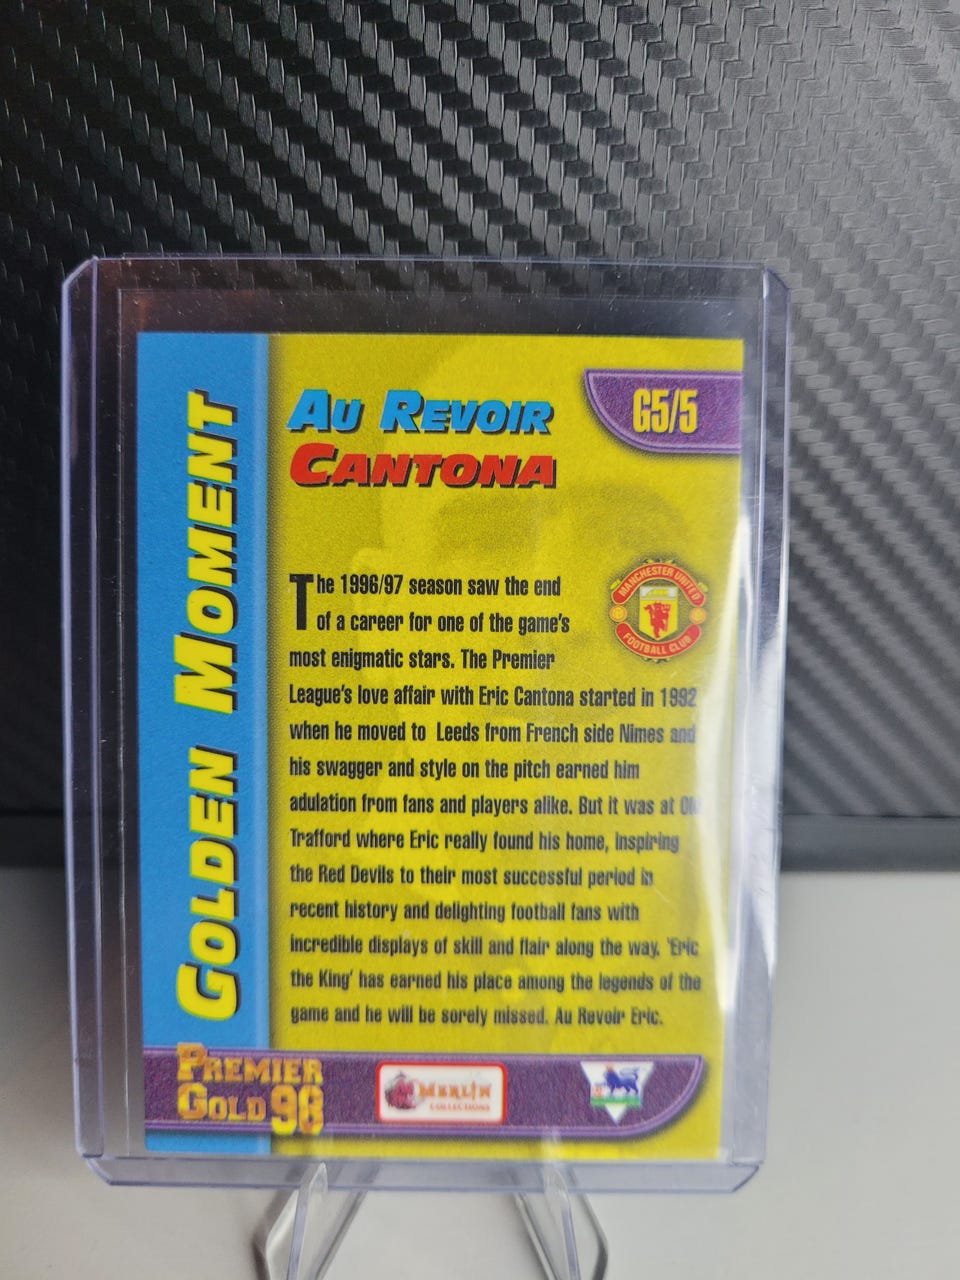 GOLDEN MOMENT
AU REVOIR
CANTONA
G5/5
The 1996/97 season saw the end
of a career for one of the game's
most enigmatic stars. The Premier
League's love affair with Eric Cantona started in 1992
when he moved to Leeds from French side Nimes and
his swagger and style on the pitch earned him
adulation from fans and players alike. But it was at Old
Trafford where Eric really found his home, inspiring
the Red Devils to their most successful period in
recent history and delighting football fans with
incredible displays of skill and flair along the way. 'Eric
the King' has earned his place among the legends of the
game and he will be sorely missed. Au Revoir Eric.
MANCHESTER UNITED
FOOTBALL CLUB
PREMIER
GOLD 98
MERLIN
COLLECTIONS